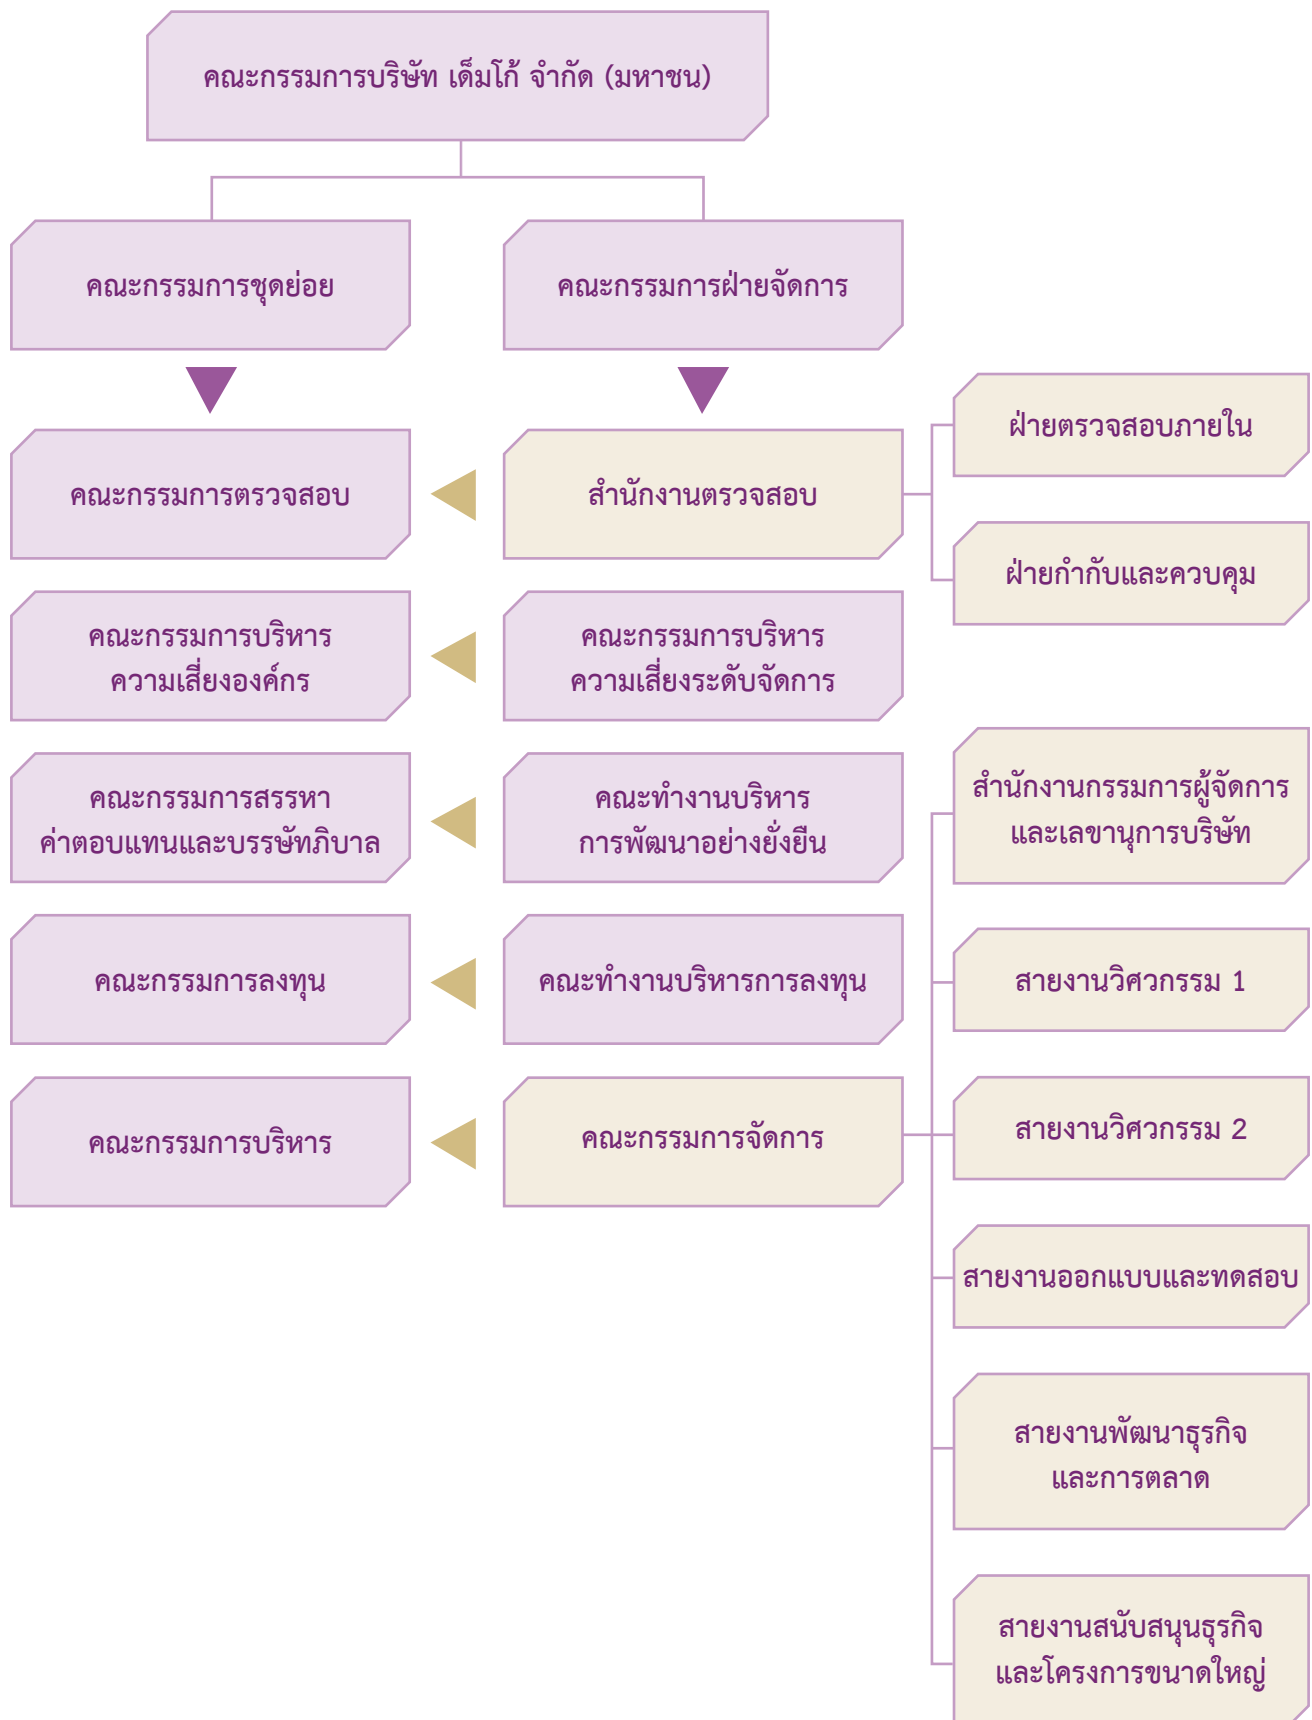 คณะกรรมการบริษัท เด็มโก้ จำกัด (มหาชน)
คณะกรรมการชุดย่อย
คณะกรรมการฝ่ายจัดการ
คณะกรรมการตรวจสอบ
สำนักงานตรวจสอบ
ฝ่ายตรวจสอบภายใน
ฝ่ายกำกับและควบคุม
คณะกรรมการบริหาร
ความเสี่ยงองค์กร
คณะกรรมการบริหาร
ความเสี่ยงระดับจัดการ
คณะกรรมการสรรหา
ค่าตอบแทนและบรรษัทภิบาล
คณะทำงานบริหาร
การพัฒนาอย่างยั่งยืน
คณะกรรมการลงทุน
คณะทำงานบริหารการลงทุน
คณะกรรมการบริหาร
คณะกรรมการจัดการ
สำนักงานกรรมการผู้จัดการ
และเลขานุการบริษัท
สายงานวิศวกรรม 1
สายงานวิศวกรรม 2
สายงานออกแบบและทดสอบ
สายงานพัฒนาธุรกิจ
และการตลาด
สายงานสนับสนุนธุรกิจ
และโครงการขนาดใหญ่